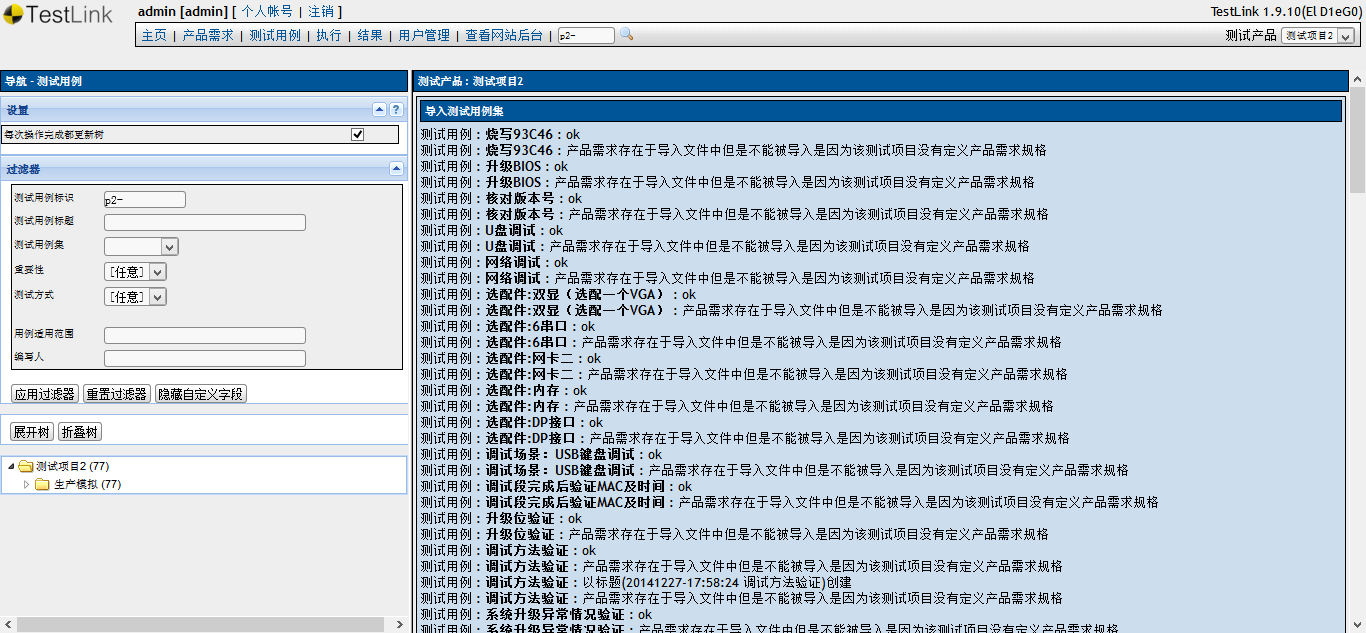 TestLink
admin [admin] [ 个人帐号 | 注销 ]
TestLink 1.9.10(El D1eG0)
主页 | 产品需求 | 测试用例 | 执行 | 结果 | 用户管理 | 查看网站后台 | p2-
测试产品 测试项目2
导航 - 测试用例
设置
每次操作完成都更新树
过滤器
测试用例标识 p2-
测试用例标题
测试用例集
重要性 [任意]
测试方式 [任意]
用例适用范围
编写人
应用过滤器 重置过滤器 隐藏自定义字段
展开树 折叠树
测试项目2 (77)
生产模拟 (77)
测试产品 : 测试项目2
导入测试用例集
测试用例 : 烧写93C46 : ok
测试用例 : 烧写93C46 : 产品需求存在于导入文件中但是不能被导入是因为该测试项目没有定义产品需求规格
测试用例 : 升级BIOS : ok
测试用例 : 升级BIOS : 产品需求存在于导入文件中但是不能被导入是因为该测试项目没有定义产品需求规格
测试用例 : 核对版本号 : ok
测试用例 : 核对版本号 : 产品需求存在于导入文件中但是不能被导入是因为该测试项目没有定义产品需求规格
测试用例 : U盘调试 : ok
测试用例 : U盘调试 : 产品需求存在于导入文件中但是不能被导入是因为该测试项目没有定义产品需求规格
测试用例 : 网络调试 : ok
测试用例 : 网络调试 : 产品需求存在于导入文件中但是不能被导入是因为该测试项目没有定义产品需求规格
测试用例 : 选配件:双显（选配一个VGA） : ok
测试用例 : 选配件:双显（选配一个VGA） : 产品需求存在于导入文件中但是不能被导入是因为该测试项目没有定义产品需求规格
测试用例 : 选配件:6串口 : ok
测试用例 : 选配件:6串口 : 产品需求存在于导入文件中但是不能被导入是因为该测试项目没有定义产品需求规格
测试用例 : 选配件:网卡二 : ok
测试用例 : 选配件:网卡二 : 产品需求存在于导入文件中但是不能被导入是因为该测试项目没有定义产品需求规格
测试用例 : 选配件:内存 : ok
测试用例 : 选配件:内存 : 产品需求存在于导入文件中但是不能被导入是因为该测试项目没有定义产品需求规格
测试用例 : 选配件:DP接口 : ok
测试用例 : 选配件:DP接口 : 产品需求存在于导入文件中但是不能被导入是因为该测试项目没有定义产品需求规格
测试用例 : 调试场景：USB键盘调试 : ok
测试用例 : 调试场景：USB键盘调试 : 产品需求存在于导入文件中但是不能被导入是因为该测试项目没有定义产品需求规格
测试用例 : 调试段完成后验证MAC及时间 : ok
测试用例 : 调试段完成后验证MAC及时间 : 产品需求存在于导入文件中但是不能被导入是因为该测试项目没有定义产品需求规格
测试用例 : 升级位验证 : ok
测试用例 : 升级位验证 : 产品需求存在于导入文件中但是不能被导入是因为该测试项目没有定义产品需求规格
测试用例 : 调试方法验证 : ok
测试用例 : 调试方法验证 : 产品需求存在于导入文件中但是不能被导入是因为该测试项目没有定义产品需求规格
测试用例 : 调试方法验证 : 以标题(20141227-17:58:24 调试方法验证)创建
测试用例 : 调试方法验证 : 产品需求存在于导入文件中但是不能被导入是因为该测试项目没有定义产品需求规格
测试用例 : 系统升级异常情况验证 : ok
测试用例 : 系统升级异常情况验证 : 产品需求存在于导入文件中但是不能被导入是因为该测试项目没有定义产品需求规格